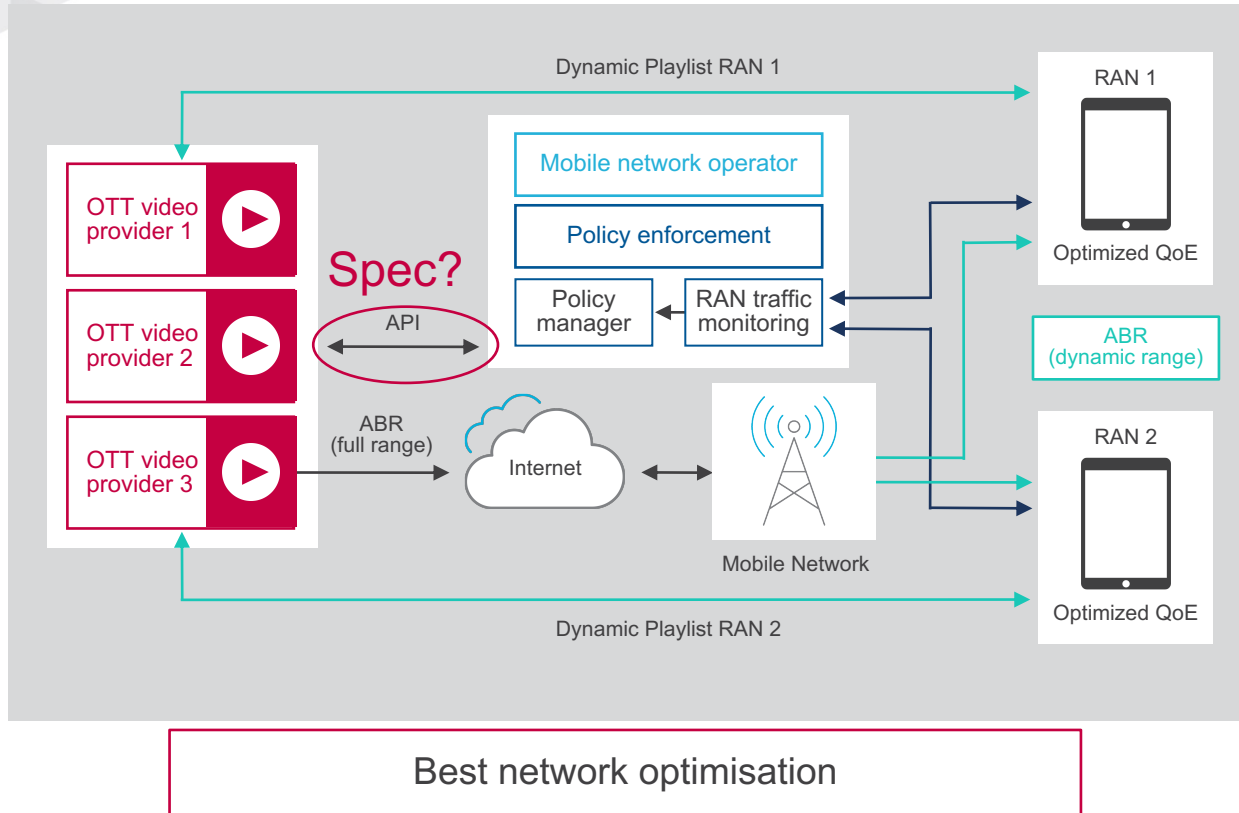 Dynamic Playlist RAN 1
RAN 1
Optimized QoE
Mobile network operator
Policy enforcement
Policy
manager
RAN traffic
monitoring
OTT video
provider 1
OTT video
provider 2
OTT video
provider 3
Spec?
API
ABR
(full range)
Internet
Mobile Network
ABR
(dynamic range)
RAN 2
Optimized QoE
Dynamic Playlist RAN 2
Best network optimisation